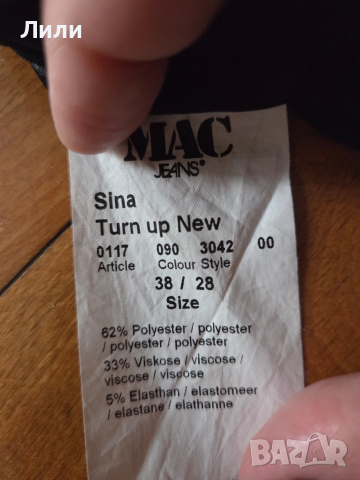 Лили
MAC
JEANS®
Sina
Turn up New
0117 090 3042 00
Article Colour Style
38 / 28
Size
62% Polyester / polyester
/ polyester / polyester
33% Viskose / viscose /
viscose / viscose
5% Elasthan / elastomeer
/ elastane / elathanne
BAZAR